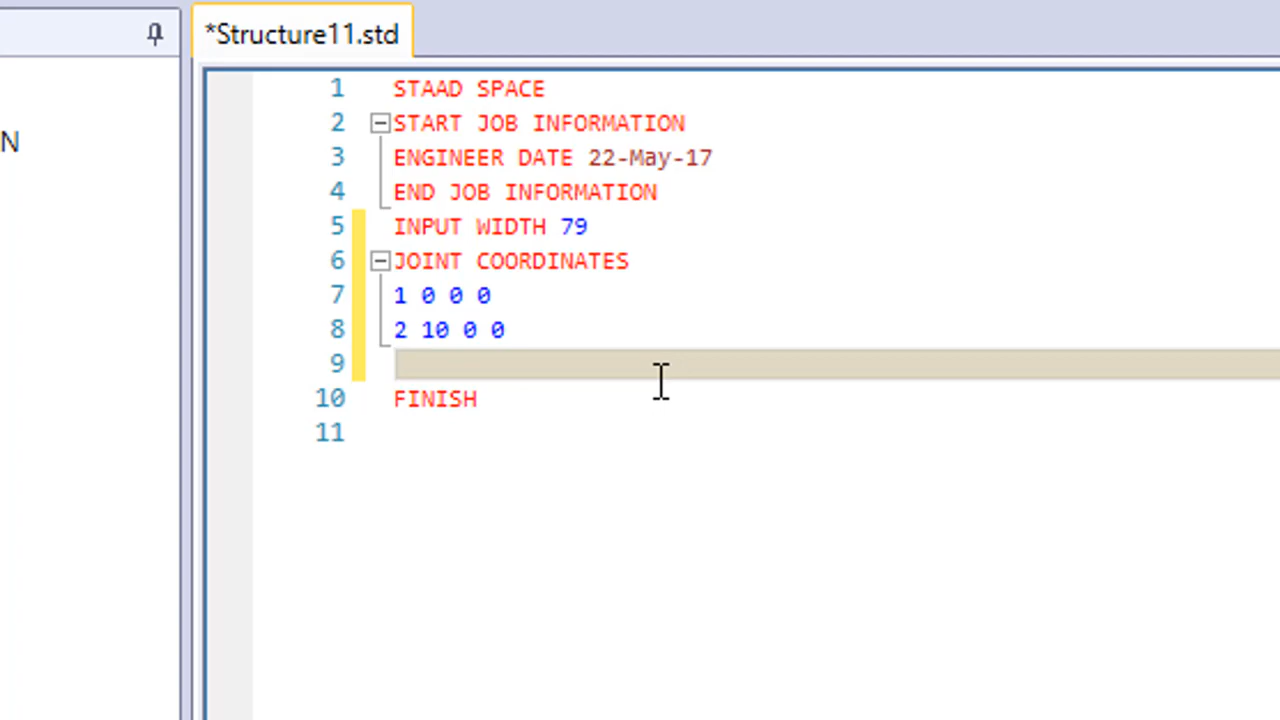 *Structure11.std
N
1 STAAD SPACE
2 START JOB INFORMATION
3 ENGINEER DATE 22-May-17
4 END JOB INFORMATION
5 INPUT WIDTH 79
6 JOINT COORDINATES
7 1 0 0 0
8 2 10 0 0
9
10 FINISH
11